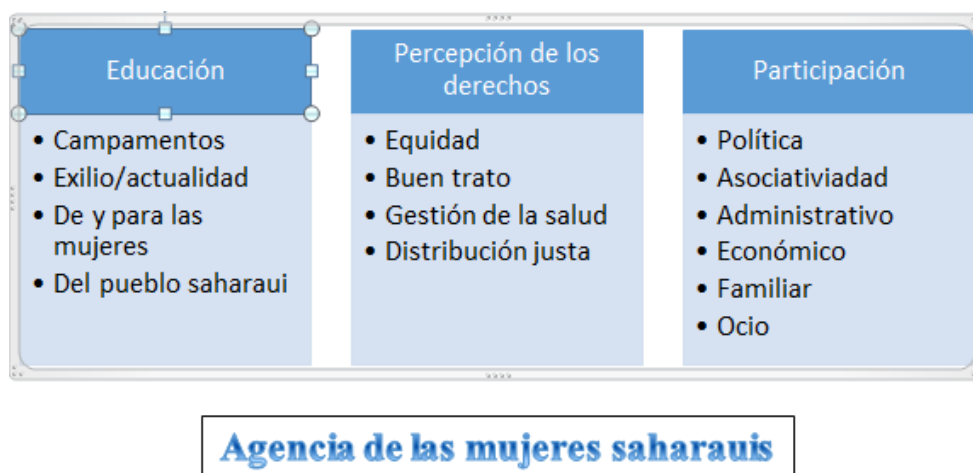 Educación
• Campamentos
• Exilio/actualidad
• De y para las
mujeres
• Del pueblo saharaui
Percepción de los
derechos
• Equidad
• Buen trato
• Gestión de la salud
• Distribución justa
Participación
• Política
• Asociativiadad
• Administrativo
• Económico
• Familiar
• Ocio
Agencia de las mujeres saharauis